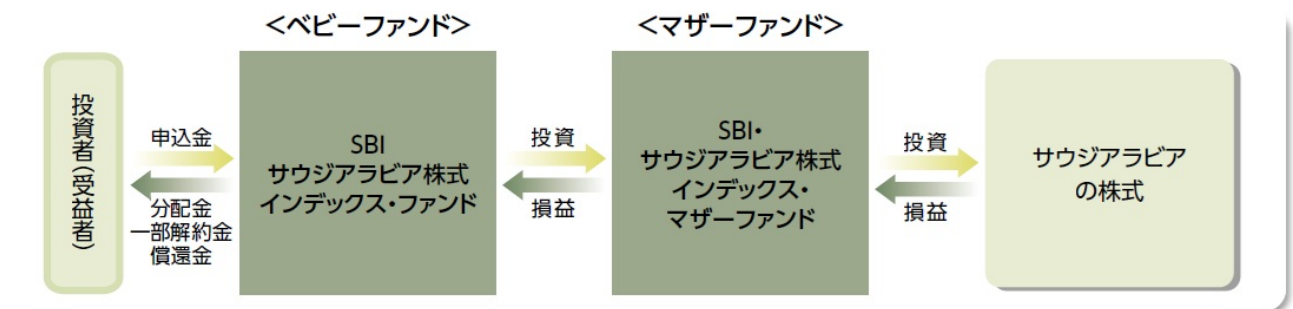 ＜ベビーファンド＞
＜マザーファンド＞
投資者（受益者）
申込金
分配金
一部解約金
償還金
SBI
サウジアラビア株式
インデックス・ファンド
投資
損益
SBI・
サウジアラビア株式
インデックス・
マザーファンド
投資
損益
サウジアラビア
の株式